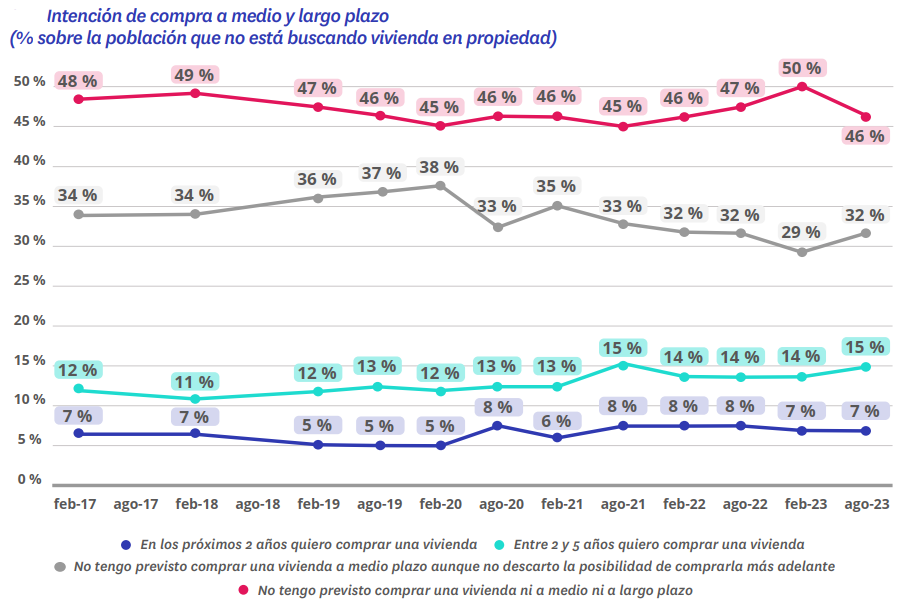 Intención de compra a medio y largo plazo
(% sobre la población que no está buscando vivienda en propiedad)
50 %
45 %
40 %
35 %
30 %
25 %
20 %
15 %
10 %
5 %
0 %
48 % 49 % 47 % 46 % 45 % 46 % 46 % 45 % 46 % 47 % 50 % 46 %
34 % 34 % 36 % 37 % 38 % 33 % 35 % 33 % 32 % 32 % 29 % 32 %
12 % 11 % 12 % 13 % 12 % 13 % 13 % 15 % 14 % 14 % 14 % 15 %
7 % 7 % 5 % 5 % 5 % 8 % 6 % 8 % 8 % 8 % 7 % 7 %
feb-17 ago-17 feb-18 ago-18 feb-19 ago-19 feb-20 ago-20 feb-21 ago-21 feb-22 ago-22 feb-23 ago-23
En los próximos 2 años quiero comprar una vivienda Entre 2 y 5 años quiero comprar una vivienda
No tengo previsto comprar una vivienda a medio plazo aunque no descarto la posibilidad de comprarla más adelante
No tengo previsto comprar una vivienda ni a medio ni a largo plazo